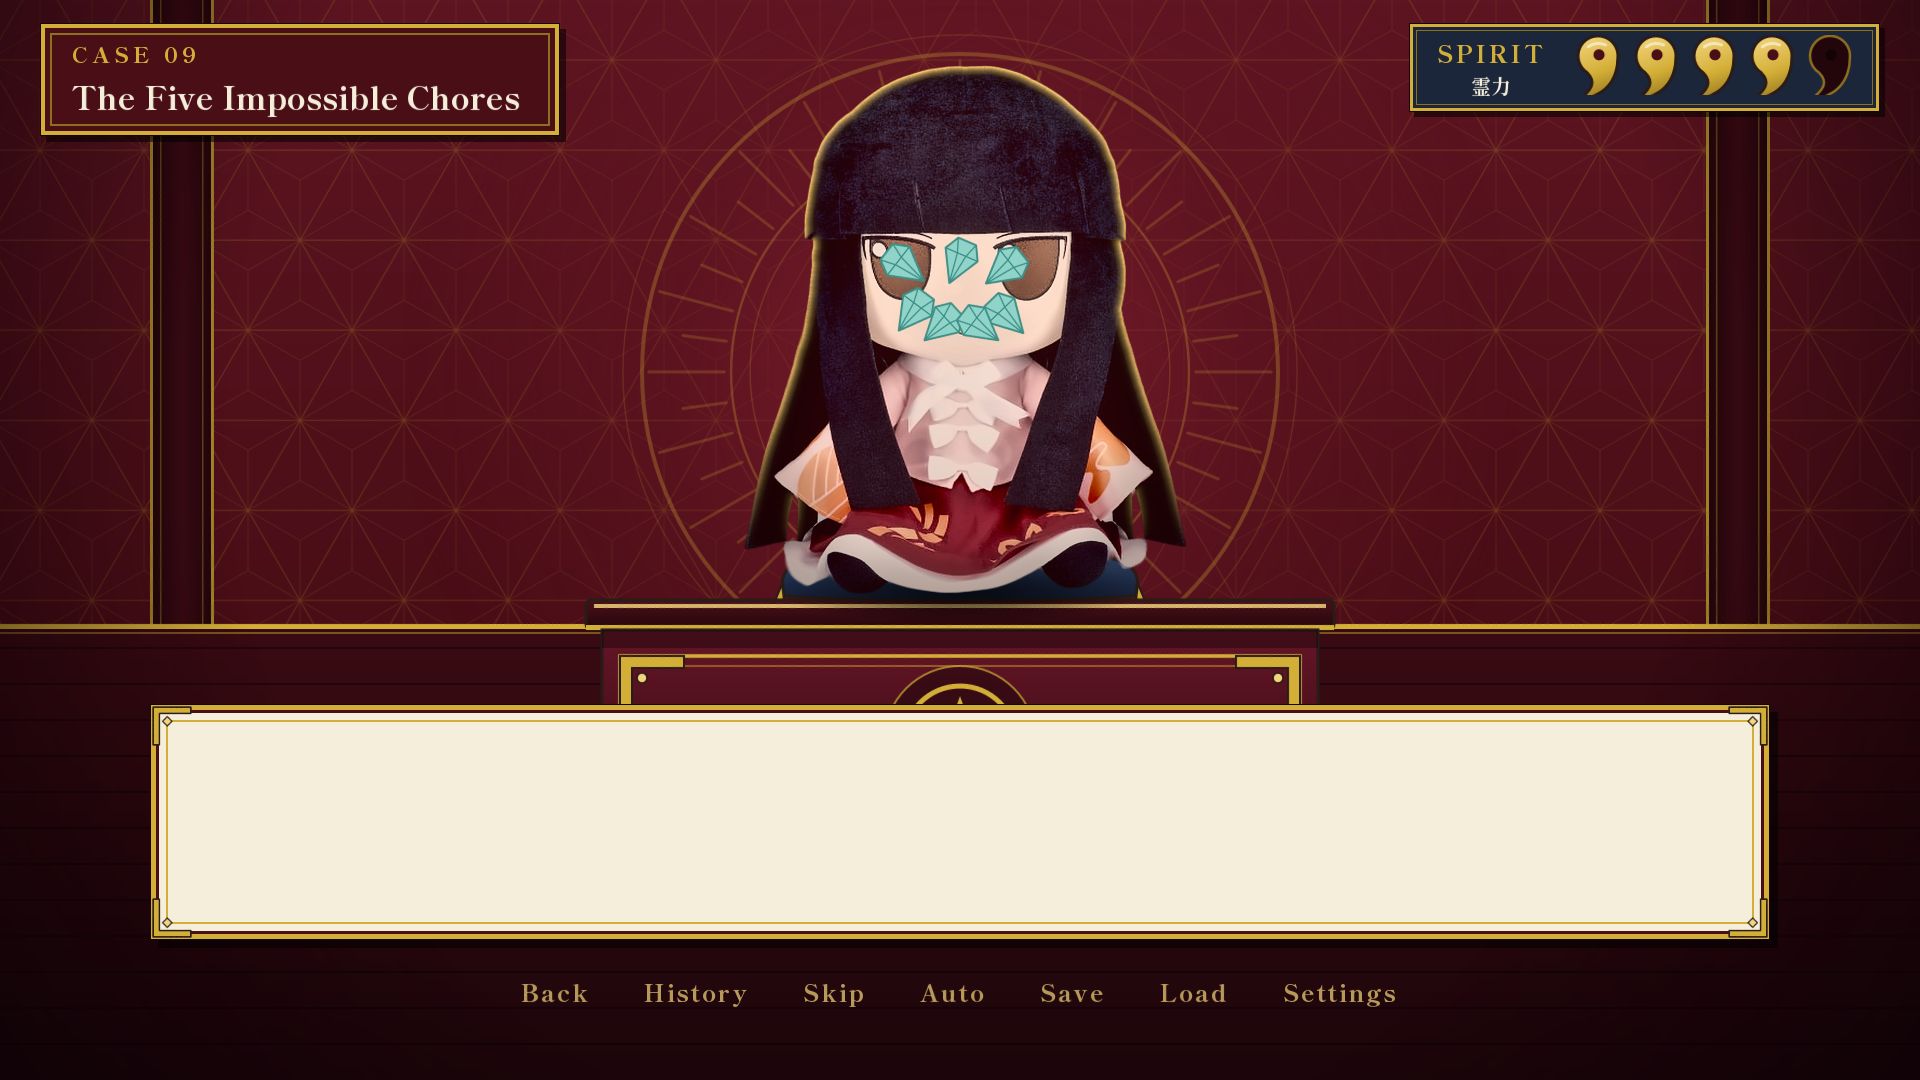 CASE 09
The Five Impossible Chores
SPIRIT
霊力
Back History Skip Auto Save Load Settings